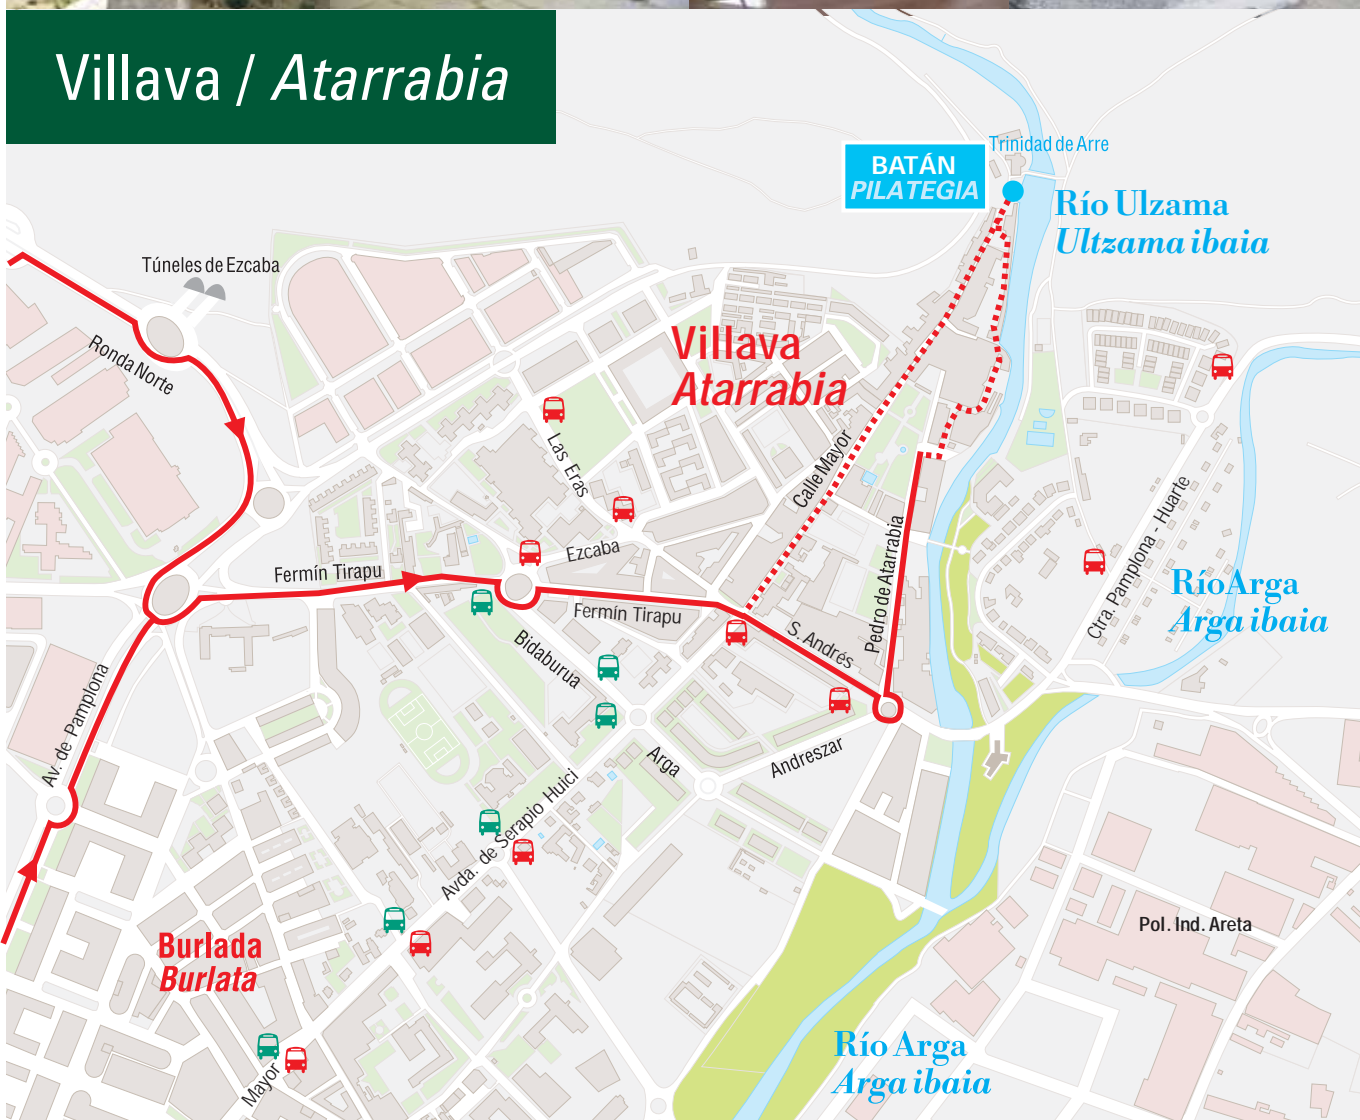 Villava / Atarrabia
Trinidad de Arre
BATÁN
PILATEGIA
Río Ulzama
Ultzama ibaia
Túneles de Ezcaba
Ronda Norte
Villava
Atarrabia
Las Eras
Calle Mayor
Ezcaba
Fermín Tirapu
Fermín Tirapu
Pedro de Atarrabia
Ctra. Pamplona - Huarte
Río Arga
Arga ibaia
S. Andrés
Bidaburua
Av. de Pamplona
Arga
Andreszar
Avda. de Serapio Huici
Burlada
Burlata
Pol. Ind. Areta
Río Arga
Arga ibaia
Mayor